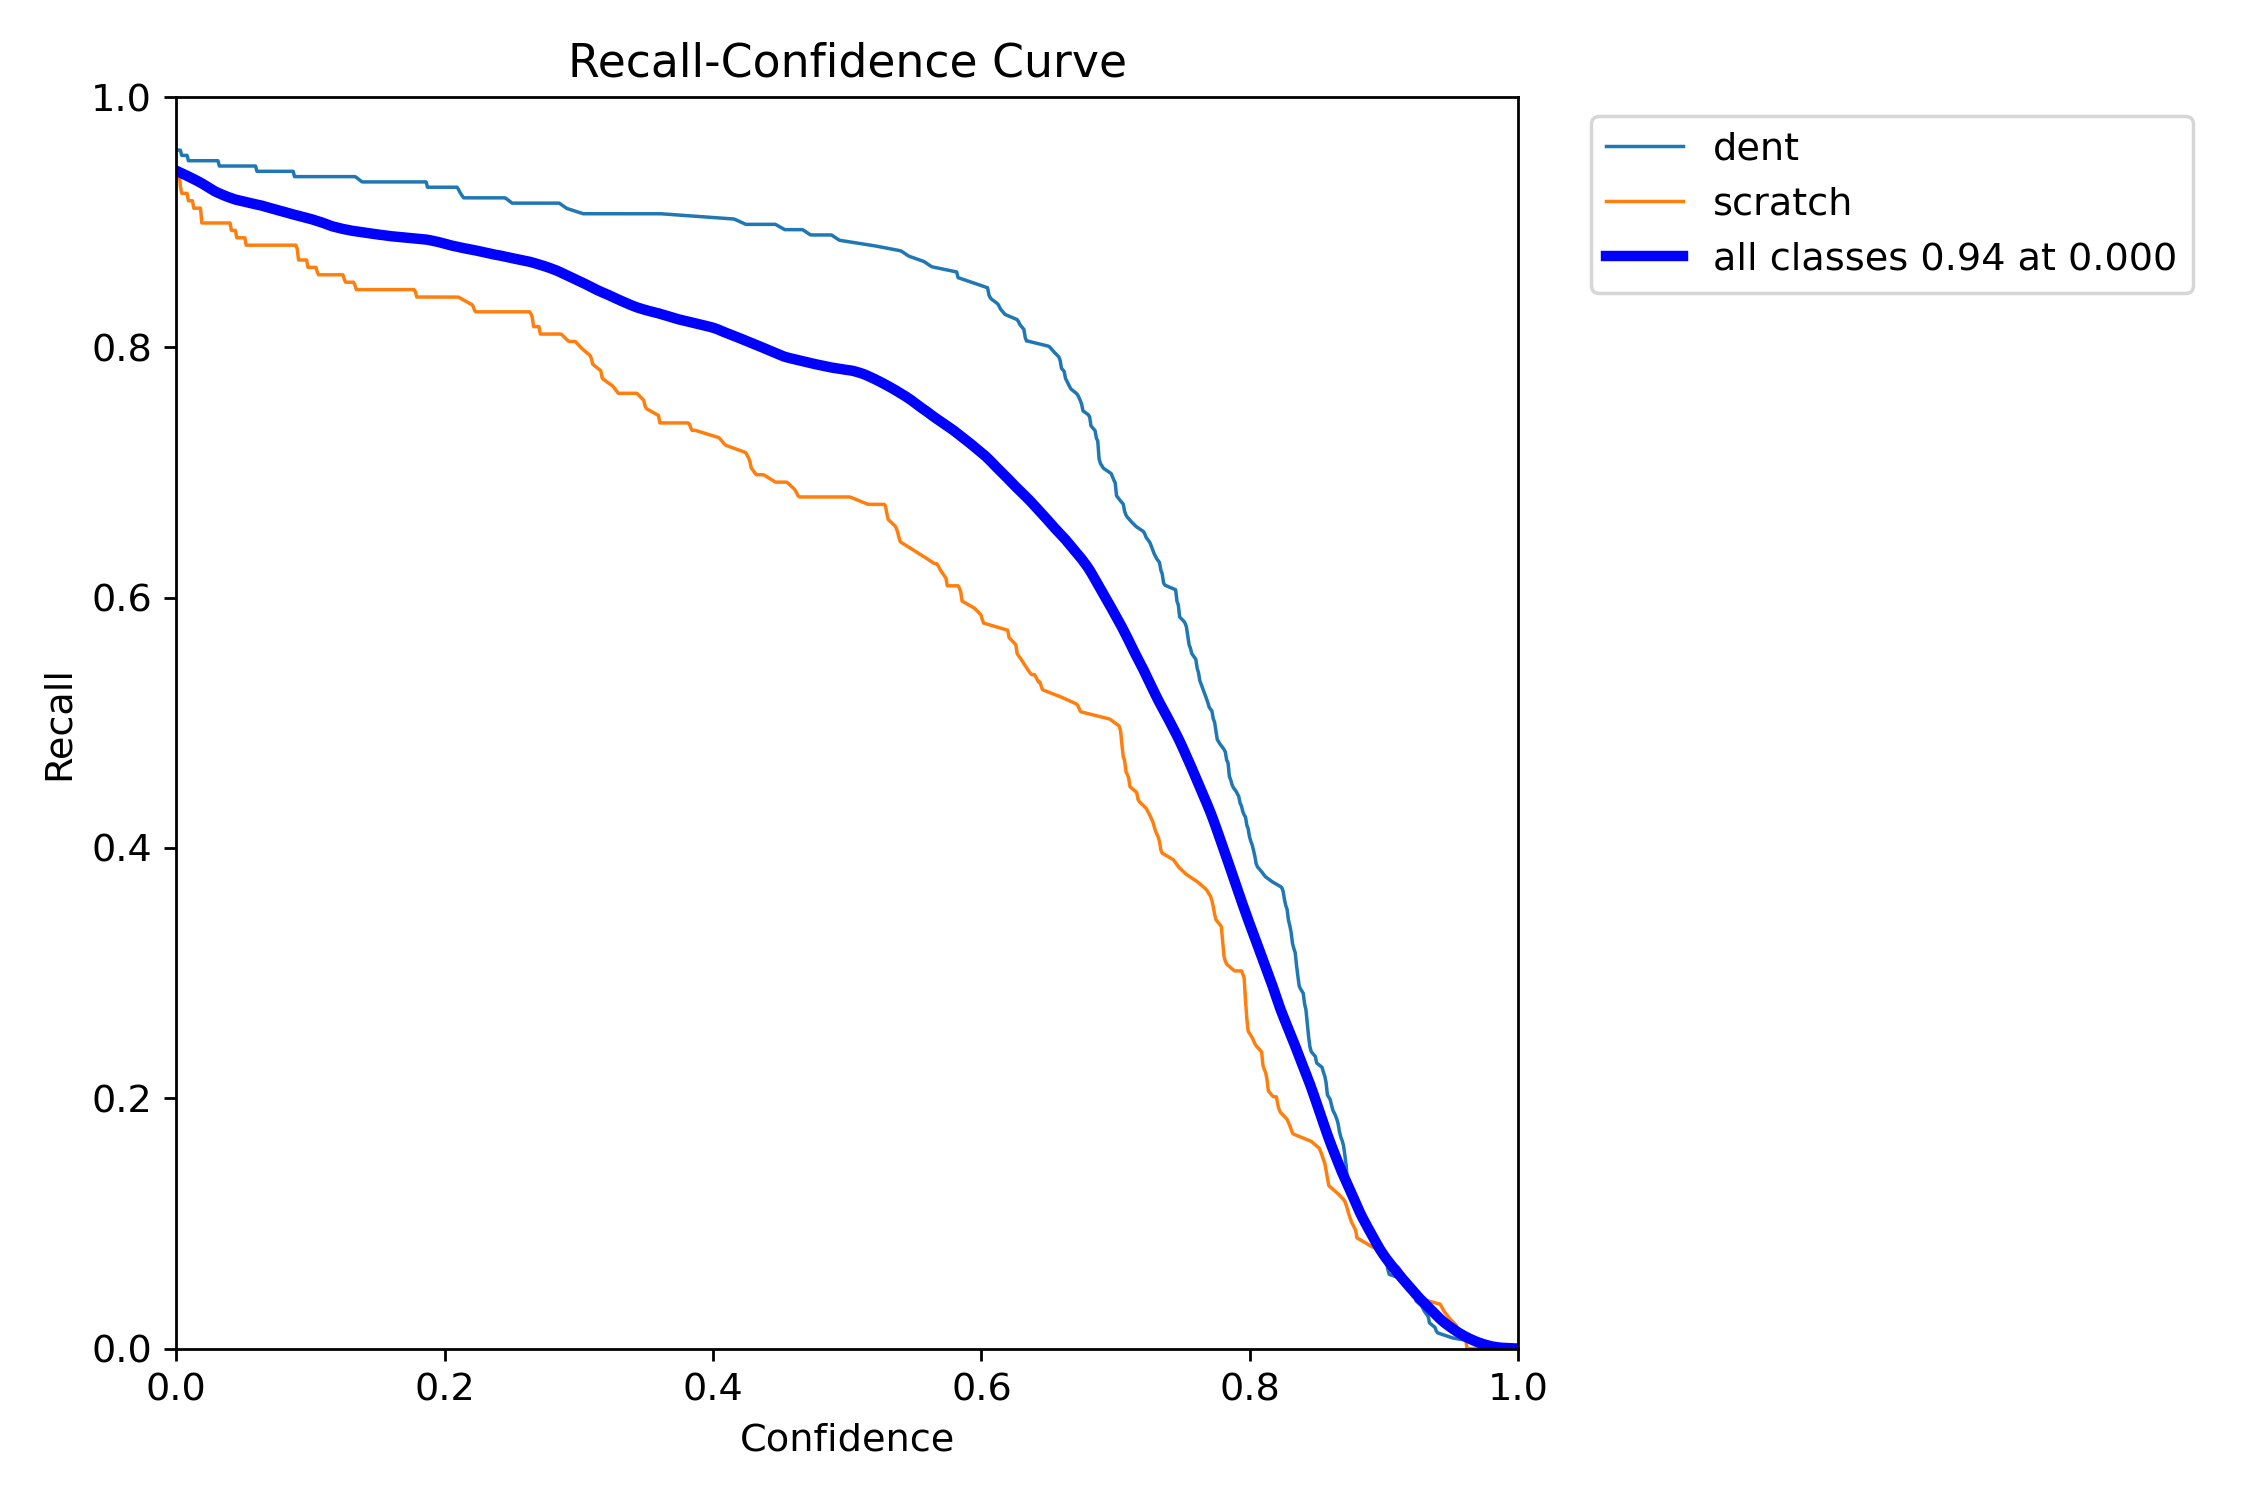 Recall-Confidence Curve
1.0
0.8
0.6
0.4
0.2
0.0
Recall
0.0 0.2 0.4 0.6 0.8 1.0
Confidence
dent
scratch
all classes 0.94 at 0.000